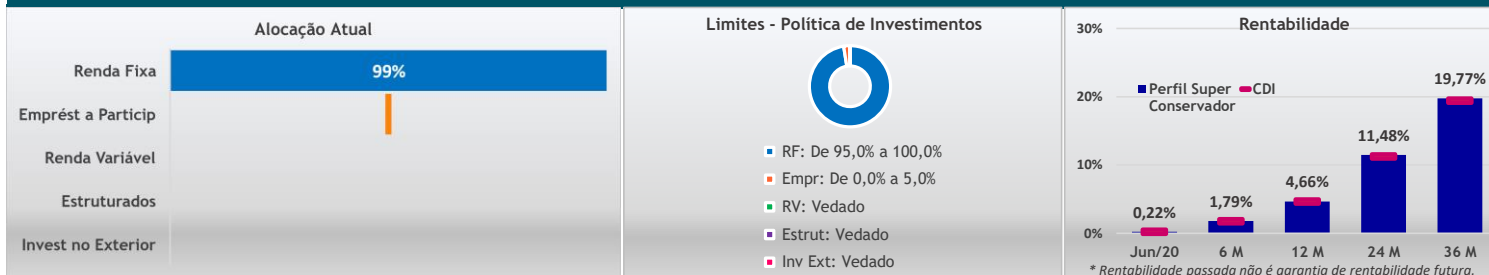 Alocação Atual
Renda Fixa
99%
Emprést a Particip
Renda Variável
Estruturados
Invest no Exterior
Limites - Política de Investimentos
RF: De 95,0% a 100,0%
Empr: De 0,0% a 5,0%
RV: Vedado
Estrut: Vedado
Inv Ext: Vedado
Rentabilidade
30%
20%
10%
0%
Perfil Super Conservador
CDI
0,22%
1,79%
4,66%
11,48%
19,77%
Jun/20
6 M
12 M
24 M
36 M
* Rentabilidade passada não é garantia de rentabilidade futura.